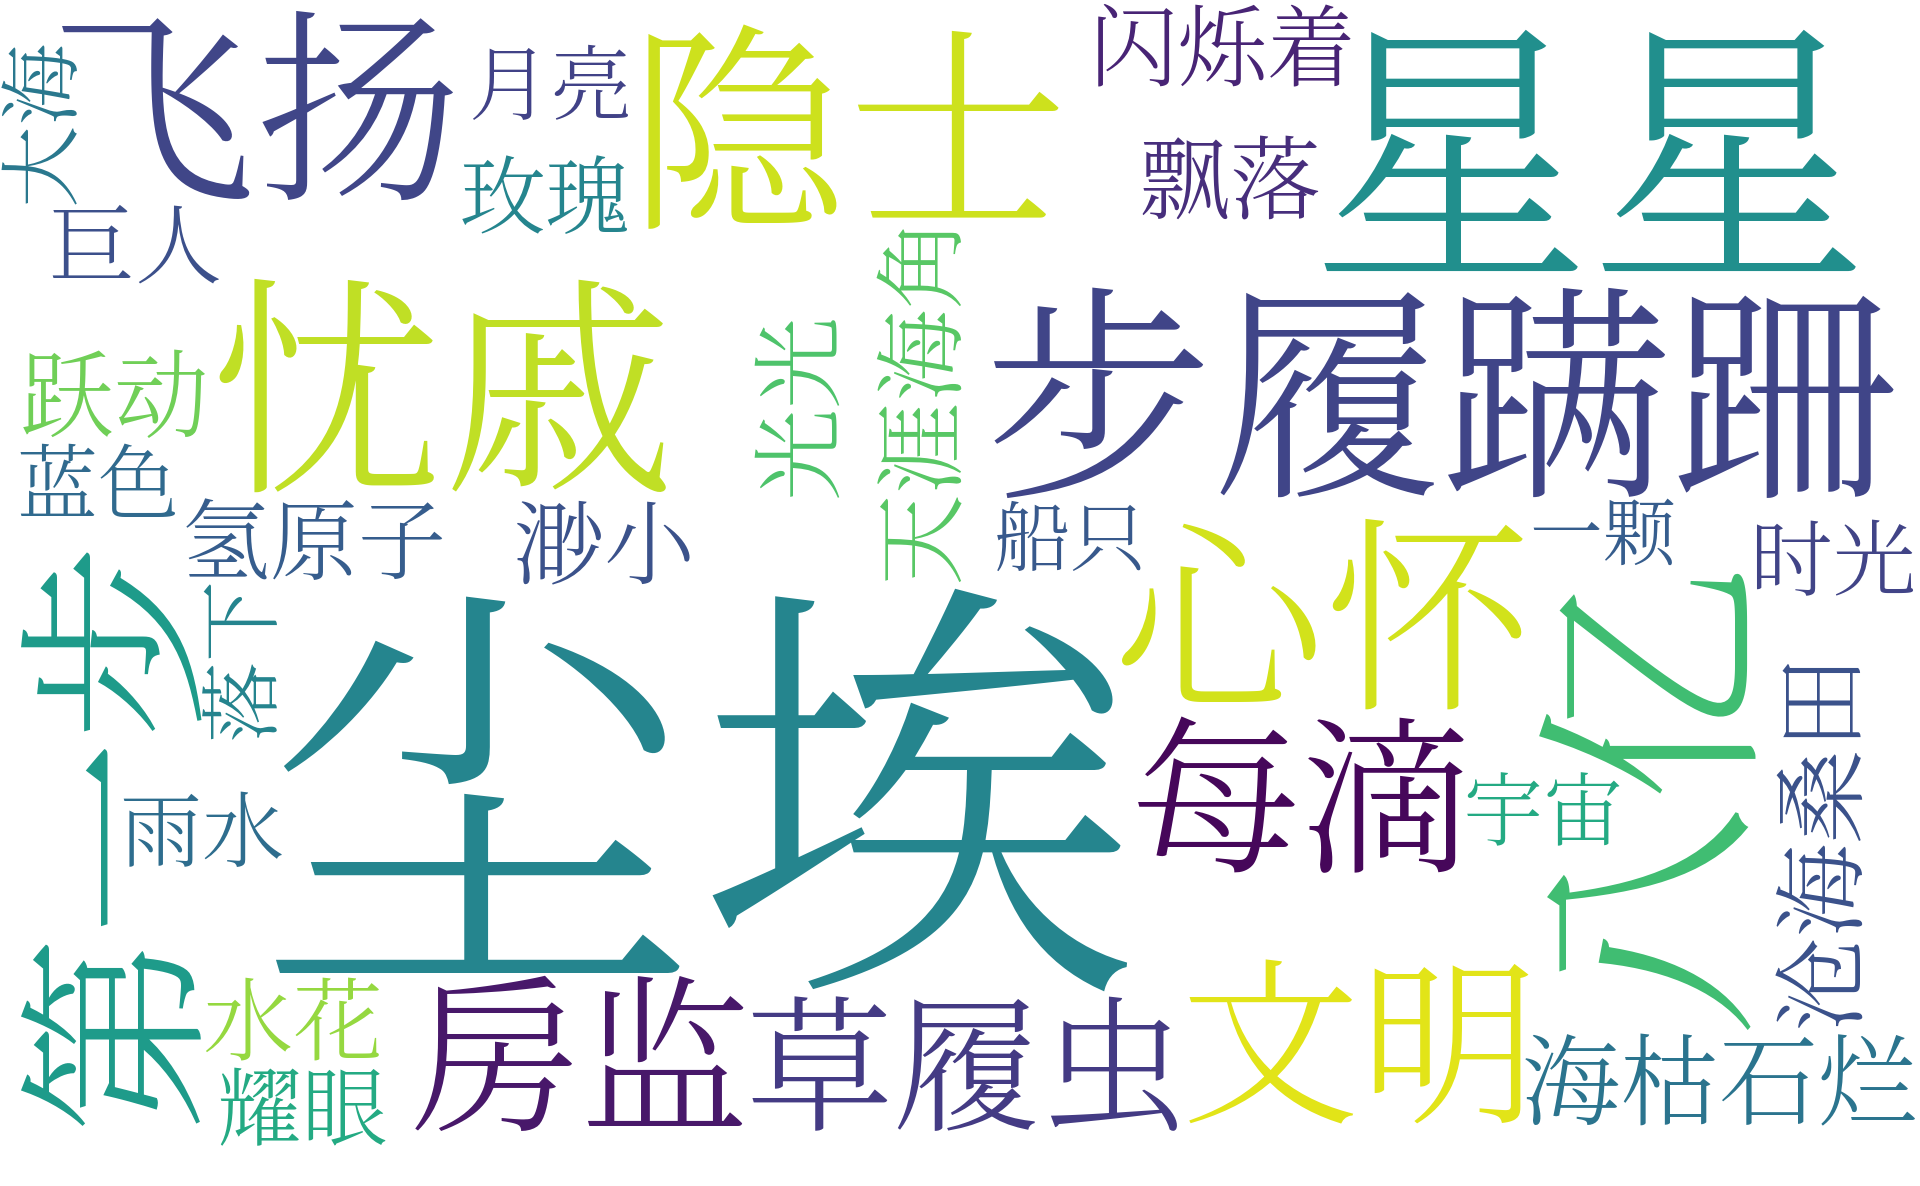 飞扬
大海
月亮
玫瑰
隐士
闪烁着
飘落
星星
巨人
忧戚
光光
天涯海角
步履蹒跚
跃动
蓝色
氢原子
渺小
船只
心怀
一颗
时光
第一步
落下
尘埃
每滴
八亿
沧海桑田
宇宙
雨水
水花
耀眼
房监
草履虫
文明
海枯石烂